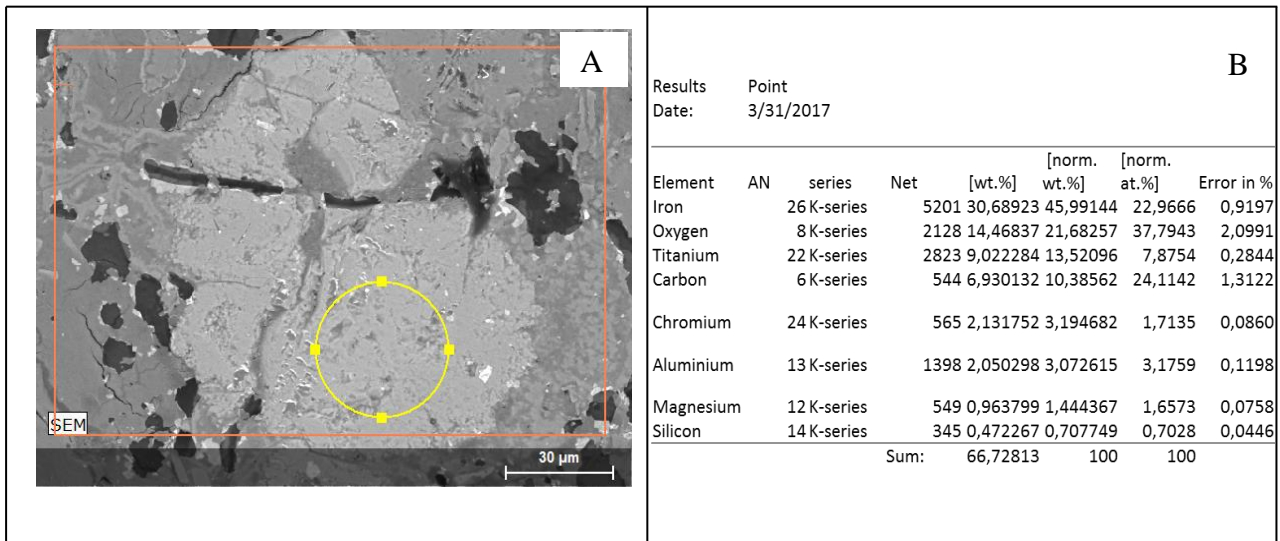 A
SEM
30 µm
B
Results Point
Date: 3/31/2017
Element AN series Net [wt.%] [norm. wt.%] [norm. at.%] Error in %
Iron 26 K-series 5201 30,68923 45,99144 22,9666 0,9197
Oxygen 8 K-series 2128 14,46837 21,68257 37,7943 2,0991
Titanium 22 K-series 2823 9,022284 13,52096 7,8754 0,2844
Carbon 6 K-series 544 6,930132 10,38562 24,1142 1,3122
Chromium 24 K-series 565 2,131752 3,194682 1,7135 0,0860
Aluminium 13 K-series 1398 2,050298 3,072615 3,1759 0,1198
Magnesium 12 K-series 549 0,963799 1,444367 1,6573 0,0758
Silicon 14 K-series 345 0,472267 0,707749 0,7028 0,0446
Sum: 66,72813 100 100